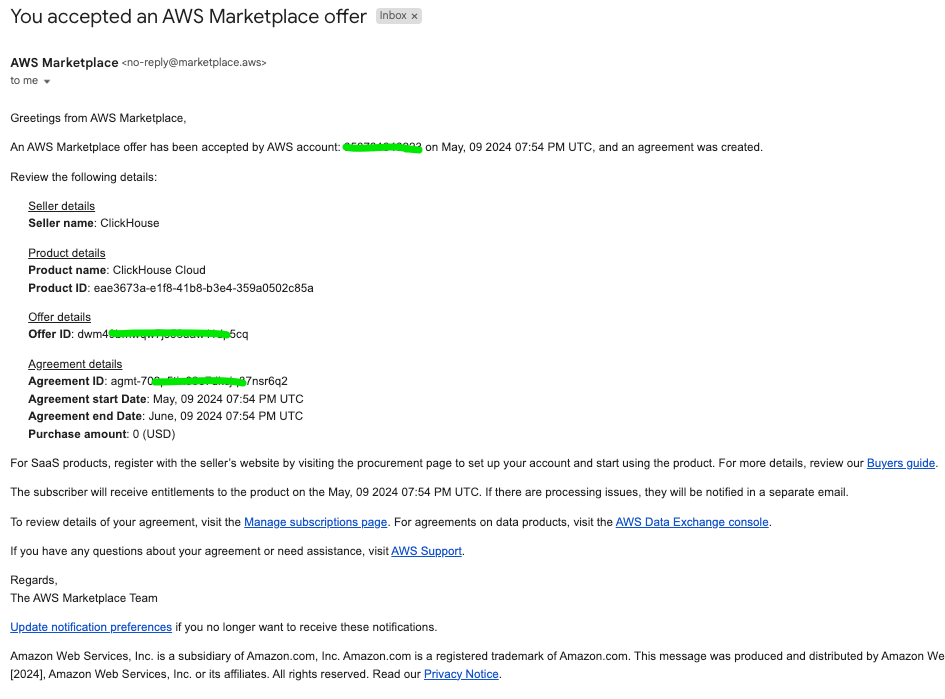 You accepted an AWS Marketplace offer Inbox ×
AWS Marketplace <no-reply@marketplace.aws>
to me
Greetings from AWS Marketplace,
An AWS Marketplace offer has been accepted by AWS account: on May, 09 2024 07:54 PM UTC, and an agreement was created.
Review the following details:
Seller details
Seller name: ClickHouse
Product details
Product name: ClickHouse Cloud
Product ID: eae3673a-e1f8-41b8-b3e4-359a0502c85a
Offer details
Offer ID: dwm4 5cq
Agreement details
Agreement ID: agmt-70 7nsr6q2
Agreement start Date: May, 09 2024 07:54 PM UTC
Agreement end Date: June, 09 2024 07:54 PM UTC
Purchase amount: 0 (USD)
For SaaS products, register with the seller’s website by visiting the procurement page to set up your account and start using the product. For more details, review our Buyers guide.
The subscriber will receive entitlements to the product on the May, 09 2024 07:54 PM UTC. If there are processing issues, they will be notified in a separate email.
To review details of your agreement, visit the Manage subscriptions page. For agreements on data products, visit the AWS Data Exchange console.
If you have any questions about your agreement or need assistance, visit AWS Support.
Regards,
The AWS Marketplace Team
Update notification preferences if you no longer want to receive these notifications.
Amazon Web Services, Inc. is a subsidiary of Amazon.com, Inc. Amazon.com is a registered trademark of Amazon.com. This message was produced and distributed by Amazon We
[2024], Amazon Web Services, Inc. or its affiliates. All rights reserved. Read our Privacy Notice.